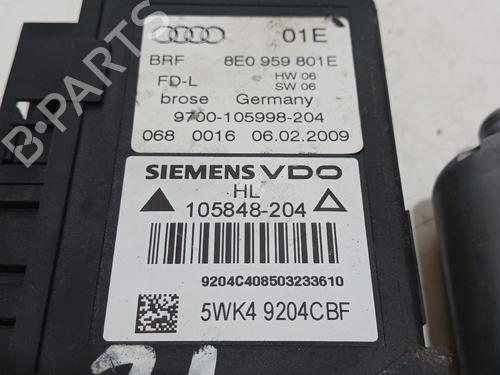 01E
BRF 8E0 959 801E
FD-L HW 06
SW 06
brose Germany
9700-105998-204
068 0016 06.02.2009
SIEMENS VDO
HL
105848-204
9204C408503233610
5WK4 9204CBF